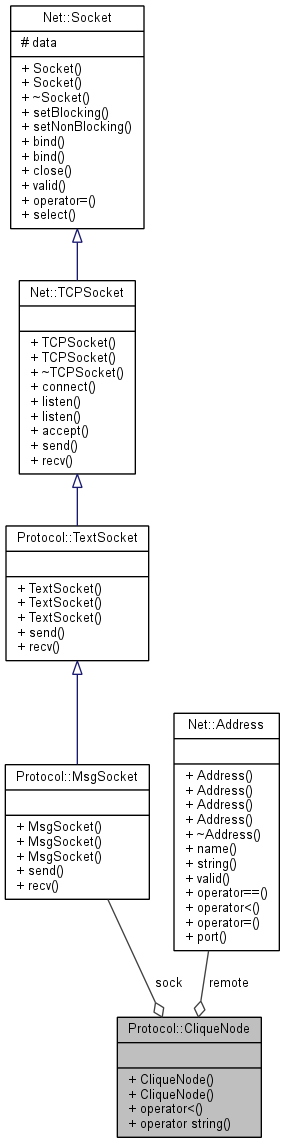 Net::Socket
# data
+ Socket()
+ Socket()
+ ~Socket()
+ setBlocking()
+ setNonBlocking()
+ bind()
+ bind()
+ close()
+ valid()
+ operator=()
+ select()
Net::TCPSocket
+ TCPSocket()
+ TCPSocket()
+ ~TCPSocket()
+ connect()
+ listen()
+ listen()
+ accept()
+ send()
+ recv()
Protocol::TextSocket
+ TextSocket()
+ TextSocket()
+ TextSocket()
+ send()
+ recv()
Protocol::MsgSocket
+ MsgSocket()
+ MsgSocket()
+ MsgSocket()
+ send()
+ recv()
Net::Address
+ Address()
+ Address()
+ Address()
+ Address()
+ ~Address()
+ name()
+ string()
+ valid()
+ operator==()
+ operator<()
+ operator=()
+ port()
sock
remote
Protocol::CliqueNode
+ CliqueNode()
+ CliqueNode()
+ operator<()
+ operator string()